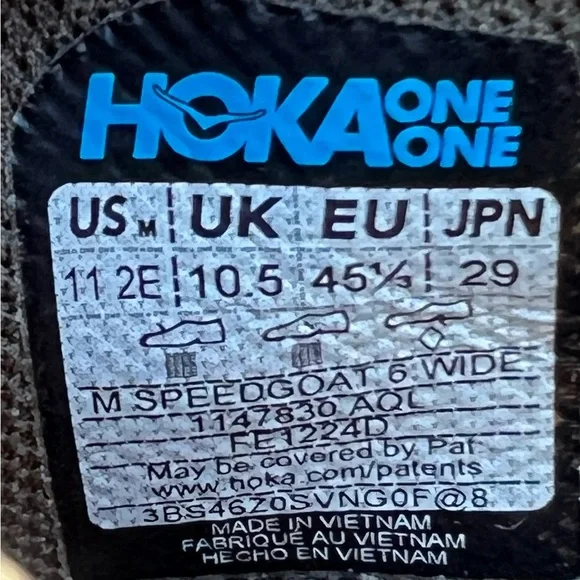 HOKA ONE ONE
US M UK EU JPN
11 2E 10.5 45⅓ 29
M SPEEDGOAT 6 WIDE
1147830 AQL
FE1224D
May be covered by Pat
www.hoka.com/patents
3BS46Z0SVNG0F@8
MADE IN VIETNAM
FABRIQUÉ AU VIETNAM
HECHO EN VIETNAM